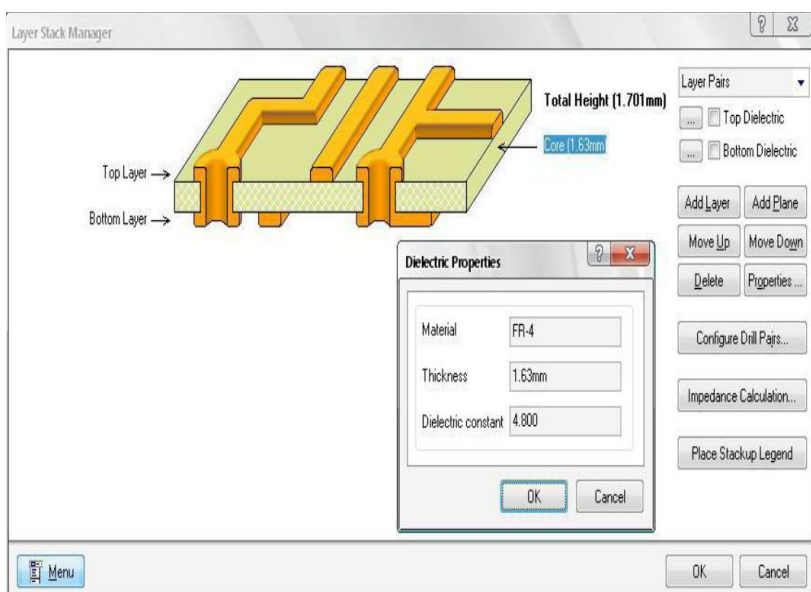 Layer Stack Manager
Total Height (1.701mm)
Core (1.63mm
Top Layer
Bottom Layer
Layer Pairs
... Top Dielectric
... Bottom Dielectric
Add Layer Add Plane
Move Up Move Down
Delete Properties ...
Configure Drill Pairs...
Impedance Calculation...
Place Stackup Legend
Dielectric Properties
Material FR-4
Thickness 1.63mm
Dielectric constant 4.800
OK Cancel
Menu
OK Cancel